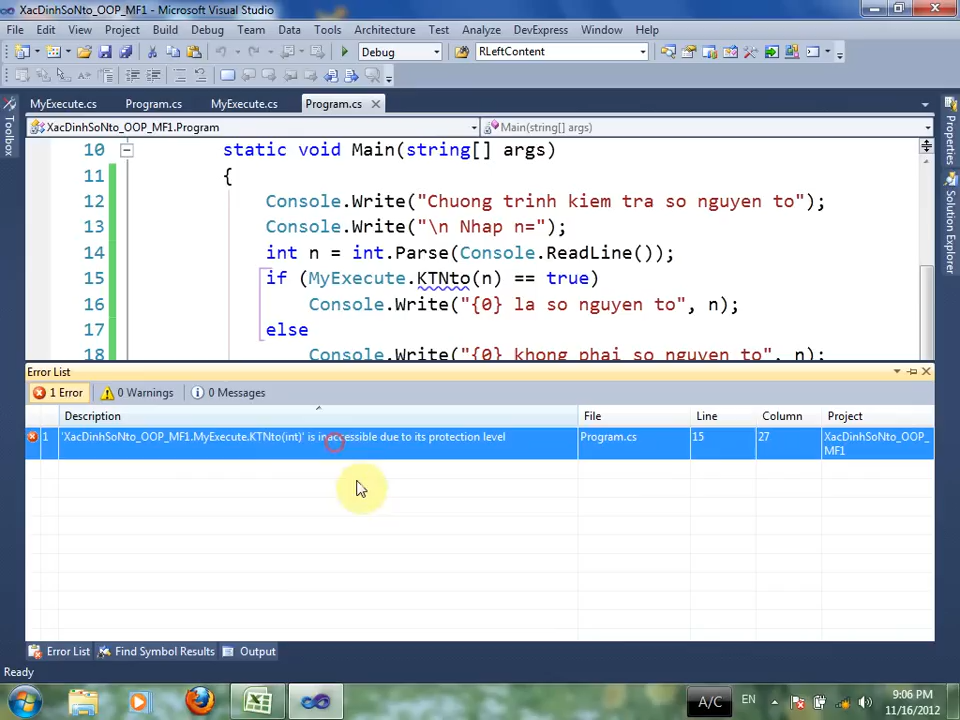 XacDinhSoNto_OOP_MF1 - Microsoft Visual Studio
File Edit View Project Build Debug Team Data Tools Architecture Test Analyze DevExpress Window Help
Debug RLeftContent
MyExecute.cs Program.cs MyExecute.cs Program.cs
XacDinhSoNto_OOP_MF1.Program Main(string[] args)
Toolbox
Properties
Solution Explorer
10 static void Main(string[] args)
11 {
12 Console.Write("Chuong trinh kiem tra so nguyen to");
13 Console.Write("\n Nhap n=");
14 int n = int.Parse(Console.ReadLine());
15 if (MyExecute.KTNto(n) == true)
16 Console.Write("{0} la so nguyen to", n);
17 else
18 Console.Write("{0} khong phai so nguyen to", n);
Error List
1 Error 0 Warnings 0 Messages
Description File Line Column Project
1 'XacDinhSoNto_OOP_MF1.MyExecute.KTNto(int)' is inaccessible due to its protection level Program.cs 15 27 XacDinhSoNto_OOP_
MF1
Error List Find Symbol Results Output
Ready
A/C EN 9:06 PM
11/16/2012